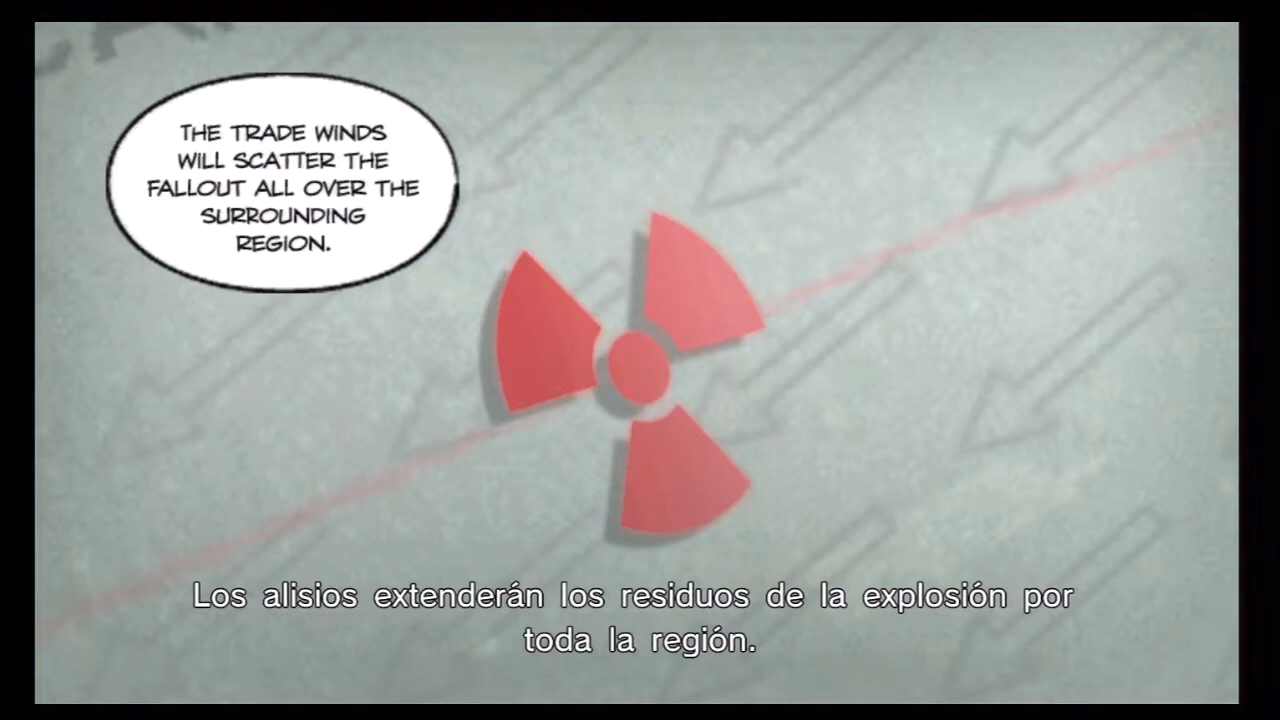 THE TRADE WINDS
WILL SCATTER THE
FALLOUT ALL OVER THE
SURROUNDING
REGION.
Los alisios extenderán los residuos de la explosión por
toda la región.